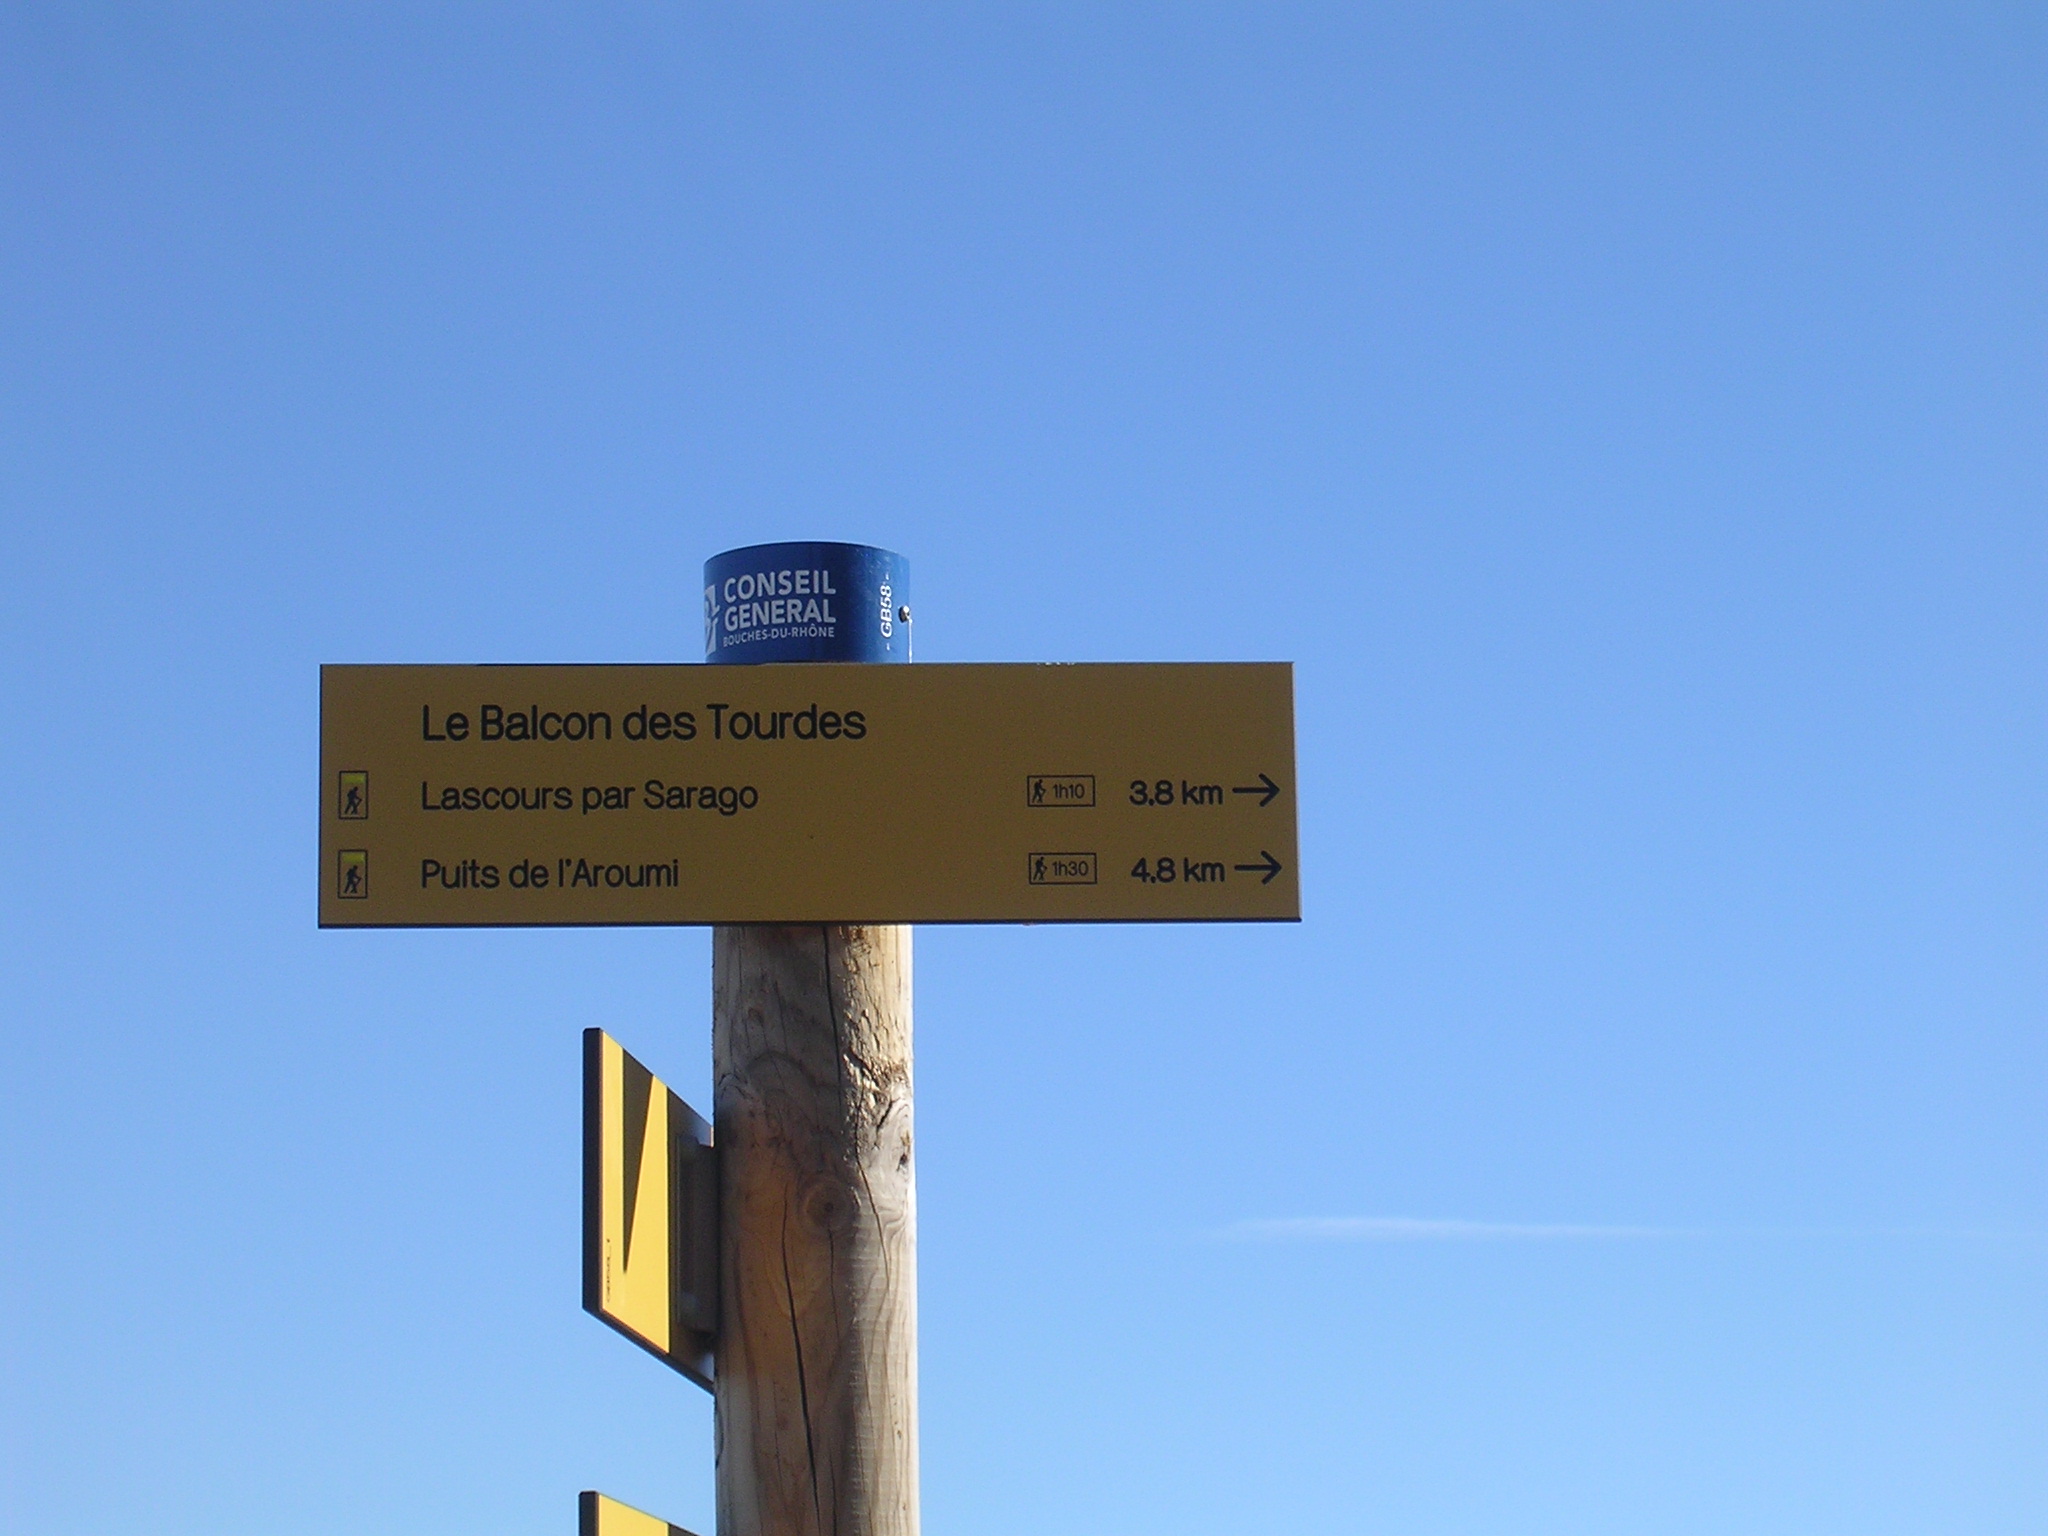 CONSEIL
GENERAL
BOUCHES-DU-RHÔNE
- GB58 -
Le Balcon des Tourdes
Lascours par Sarago 1h10 3.8 km →
Puits de l'Aroumi 1h30 4.8 km →